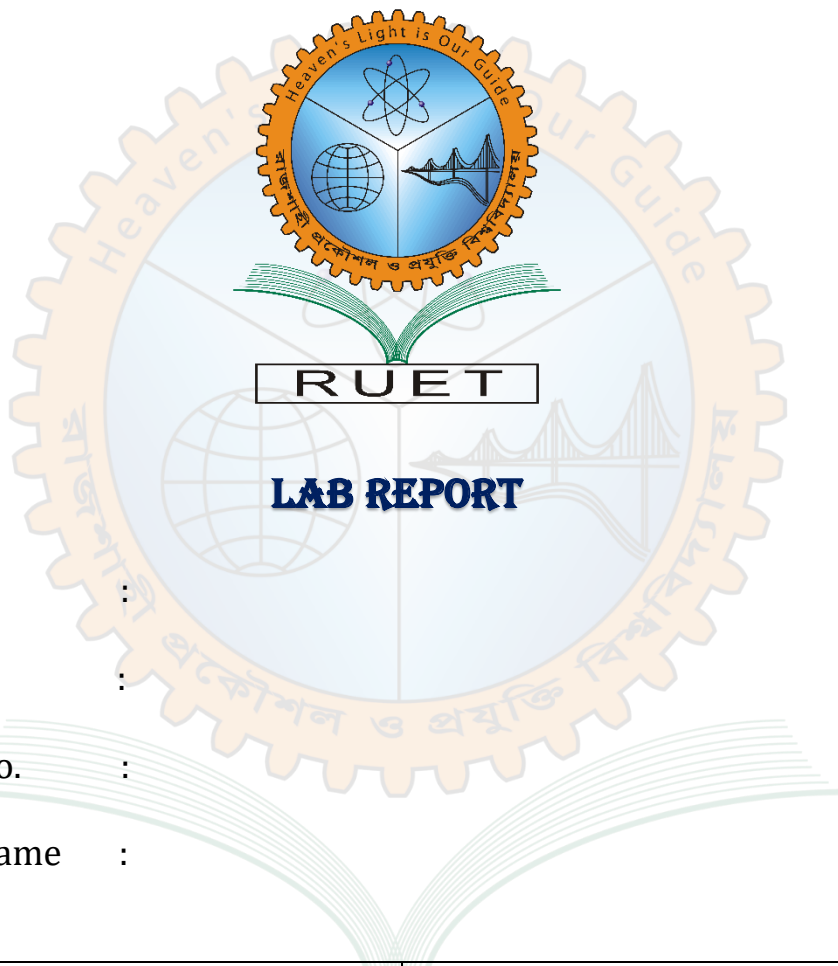 Heaven's Light is Our Guide
রাজশাহী প্রকৌশল ও প্রযুক্তি বিশ্ববিদ্যালয়
RUET
LAB REPORT
:
:
o. :
ame :